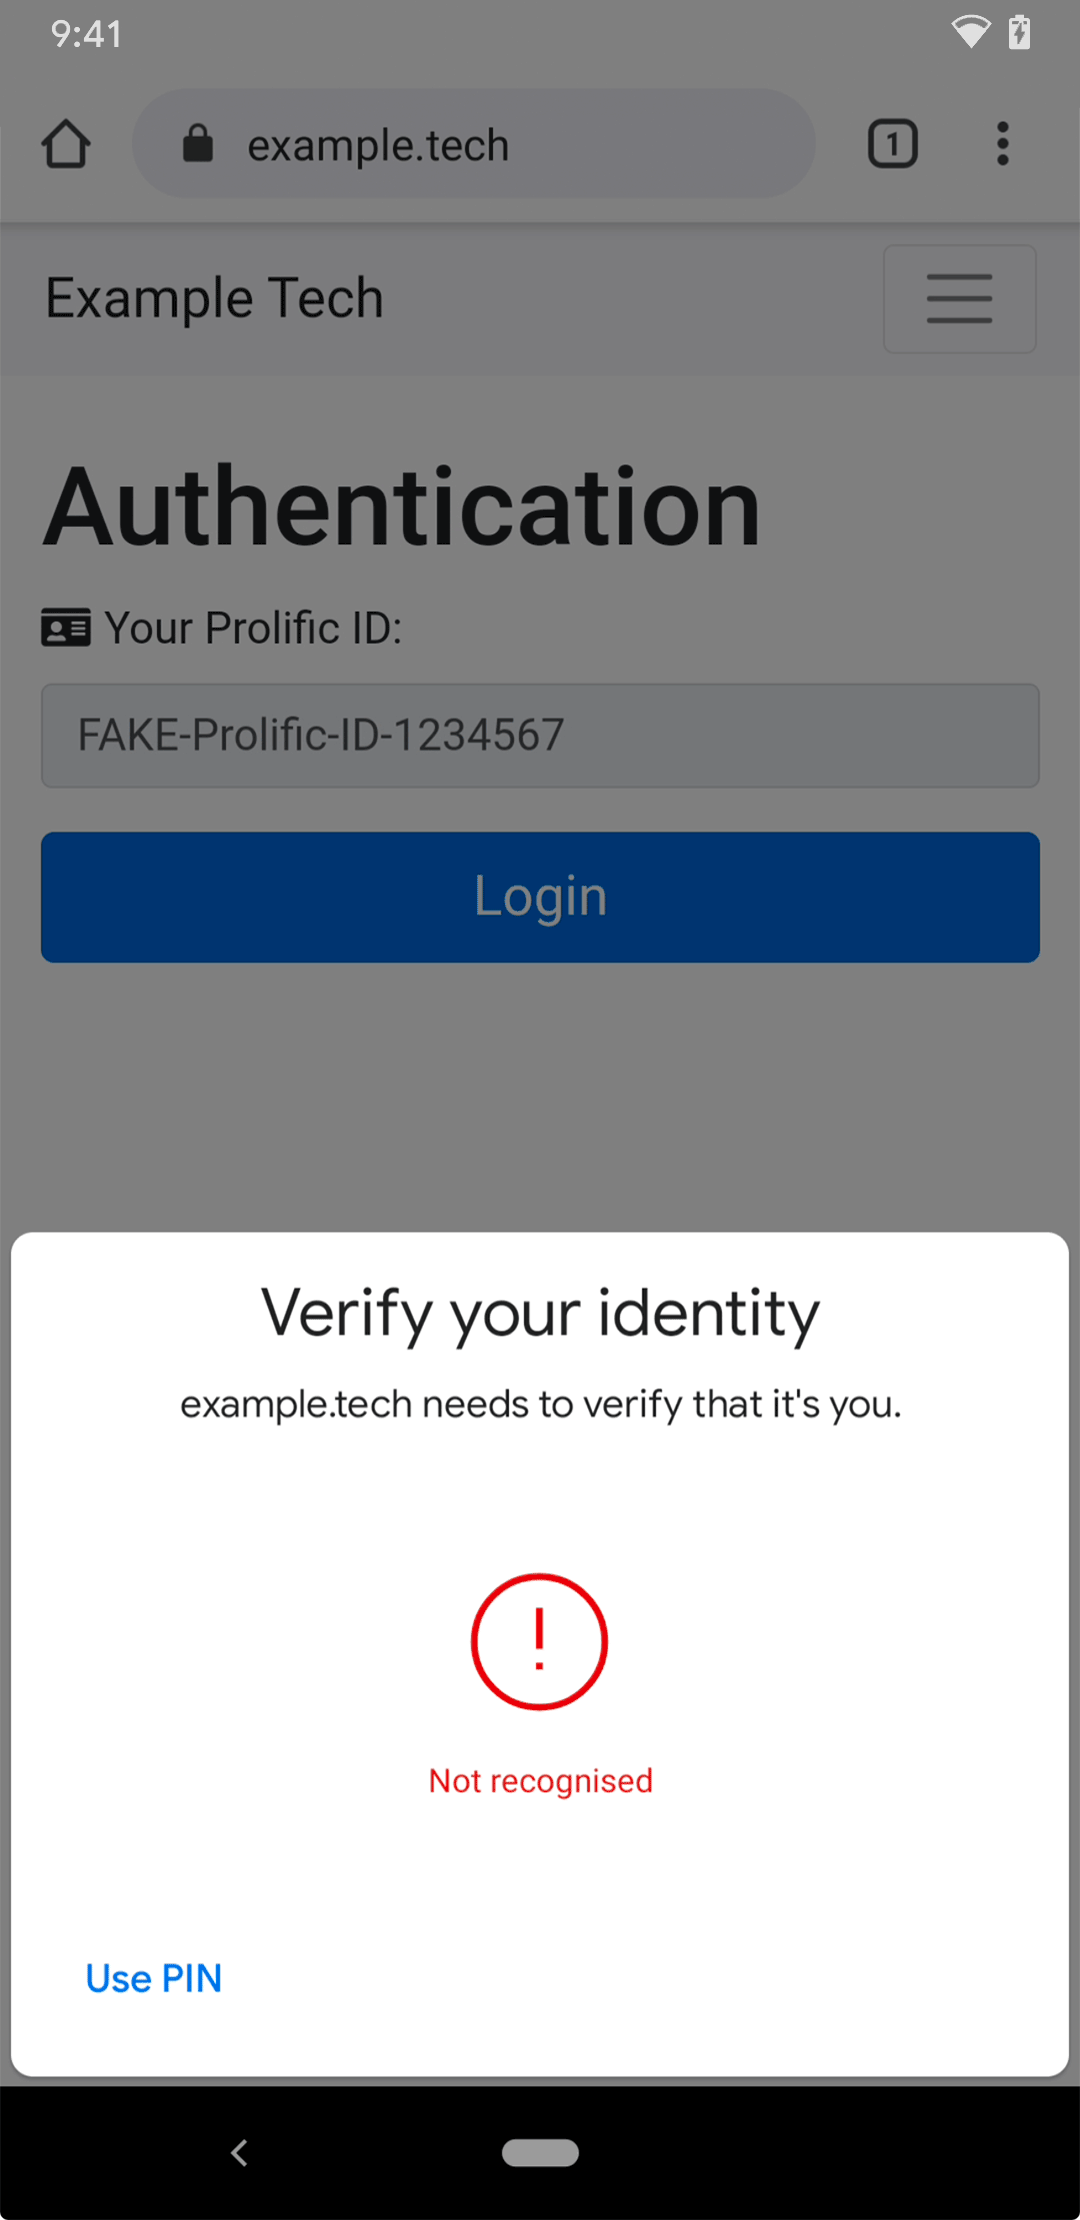 9:41
example.tech
1
Example Tech
Authentication
Your Prolific ID:
FAKE-Prolific-ID-1234567
Login
Verify your identity
example.tech needs to verify that it's you.
!
Not recognised
Use PIN